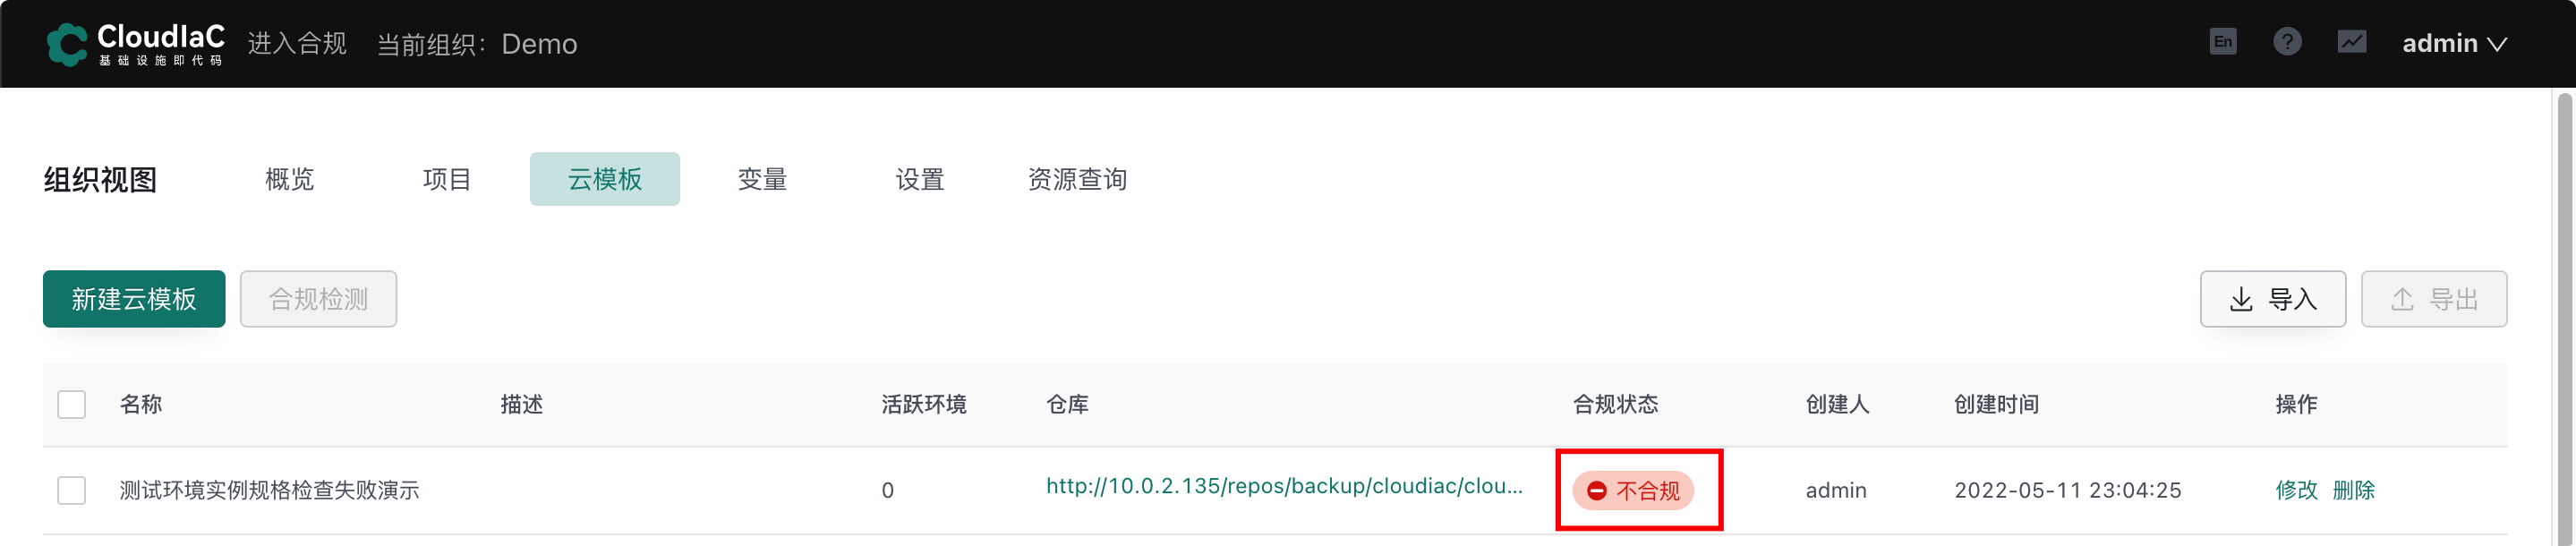 CloudIaC
基础设施即代码
进入合规 当前组织： Demo En ? admin
组织视图 概览 项目 云模板 变量 设置 资源查询
新建云模板 合规检测 导入 导出
名称 描述 活跃环境 仓库 合规状态 创建人 创建时间 操作
测试环境实例规格检查失败演示 0 http://10.0.2.135/repos/backup/cloudiac/clou... 不合规 admin 2022-05-11 23:04:25 修改 删除